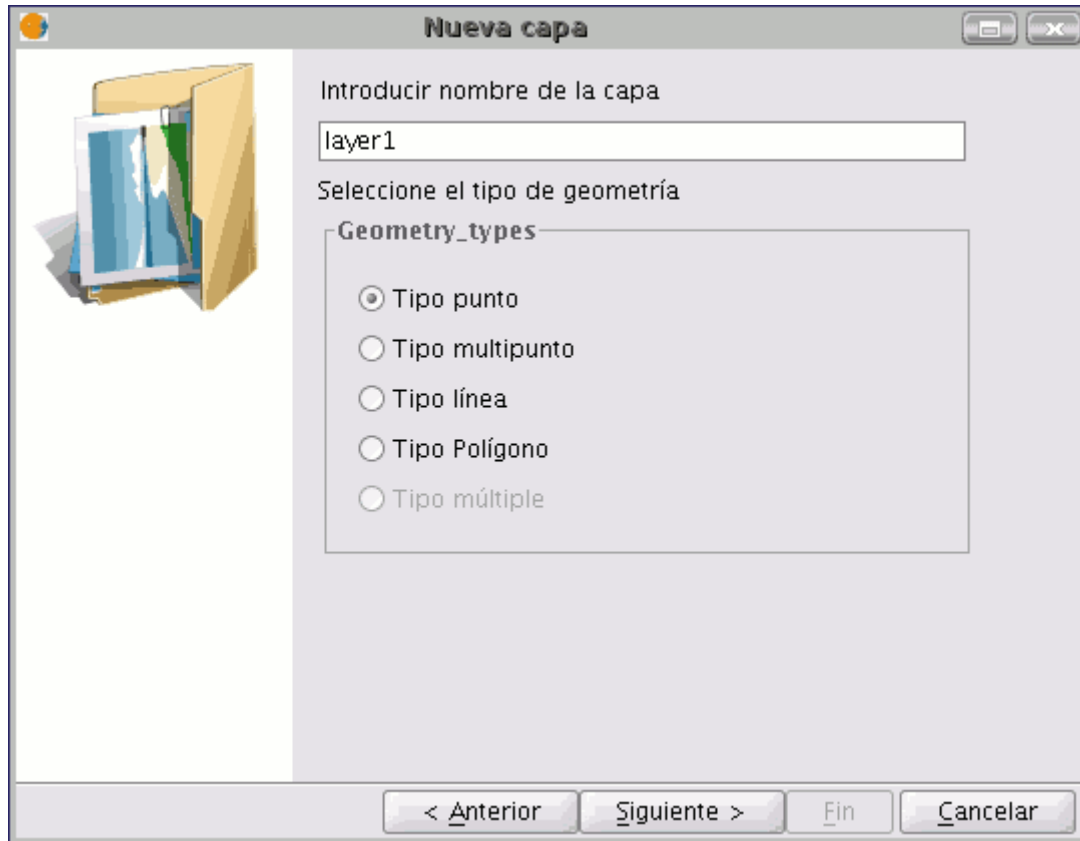 Nueva capa
Introducir nombre de la capa
layer1
Seleccione el tipo de geometría
Geometry_types
Tipo punto
Tipo multipunto
Tipo línea
Tipo Polígono
Tipo múltiple
< Anterior Siguiente > Fin Cancelar